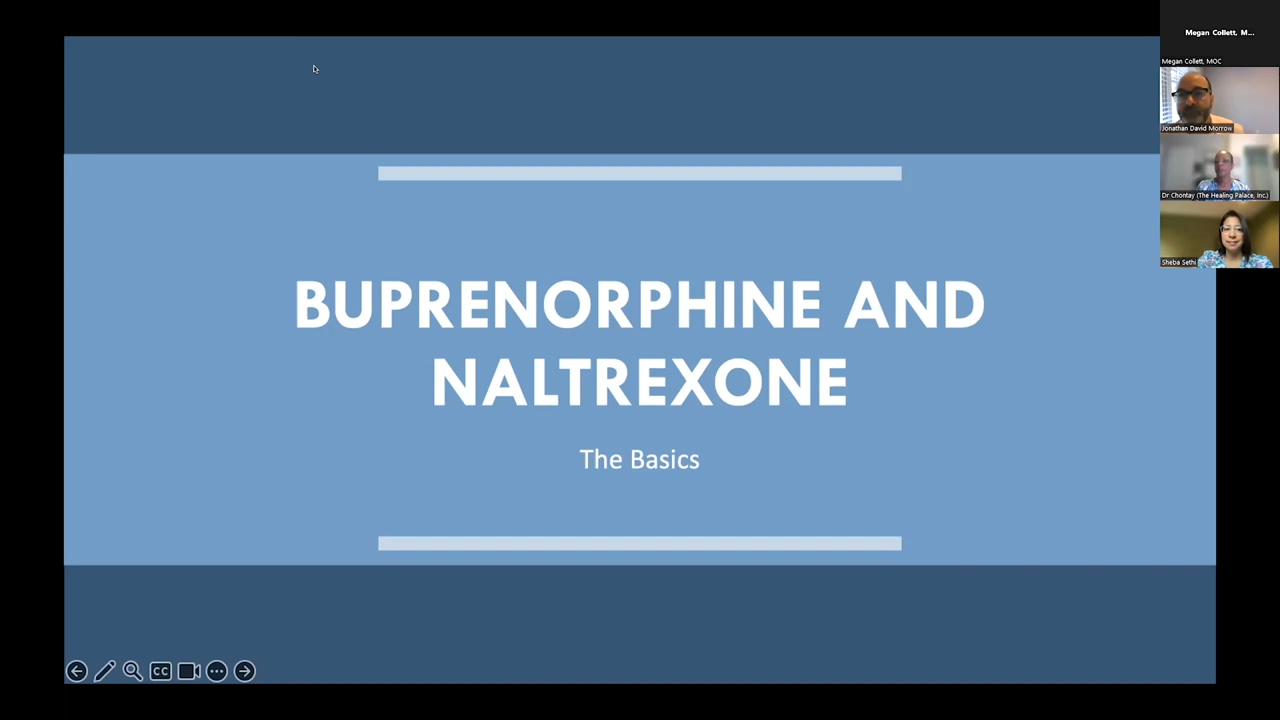 Megan Collett, M...
Megan Collett, MOC
Jonathan David Morrow
Dr Chontay (The Healing Palace, Inc.)
Sheba Sethi
BUPRENORPHINE AND
NALTREXONE
The Basics
CC